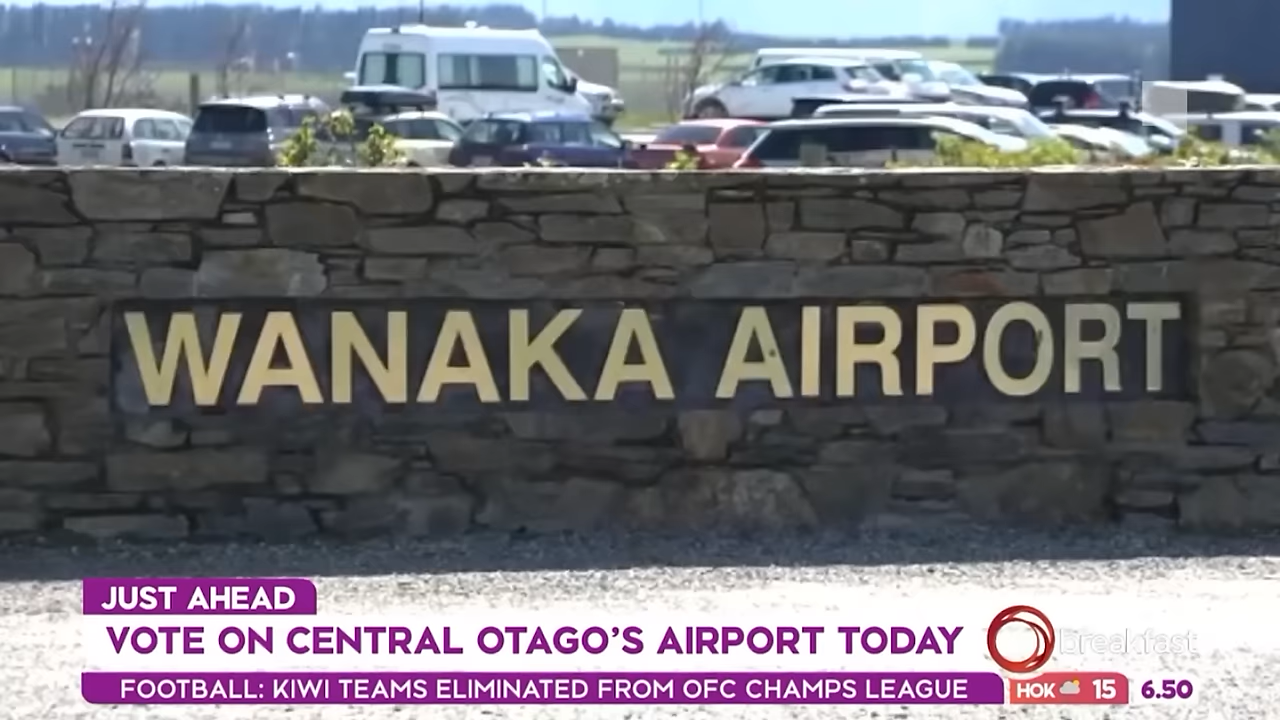 WANAKA AIRPORT
JUST AHEAD
VOTE ON CENTRAL OTAGO'S AIRPORT TODAY
breakfast
FOOTBALL: KIWI TEAMS ELIMINATED FROM OFC CHAMPS LEAGUE
HOK 15 6.50